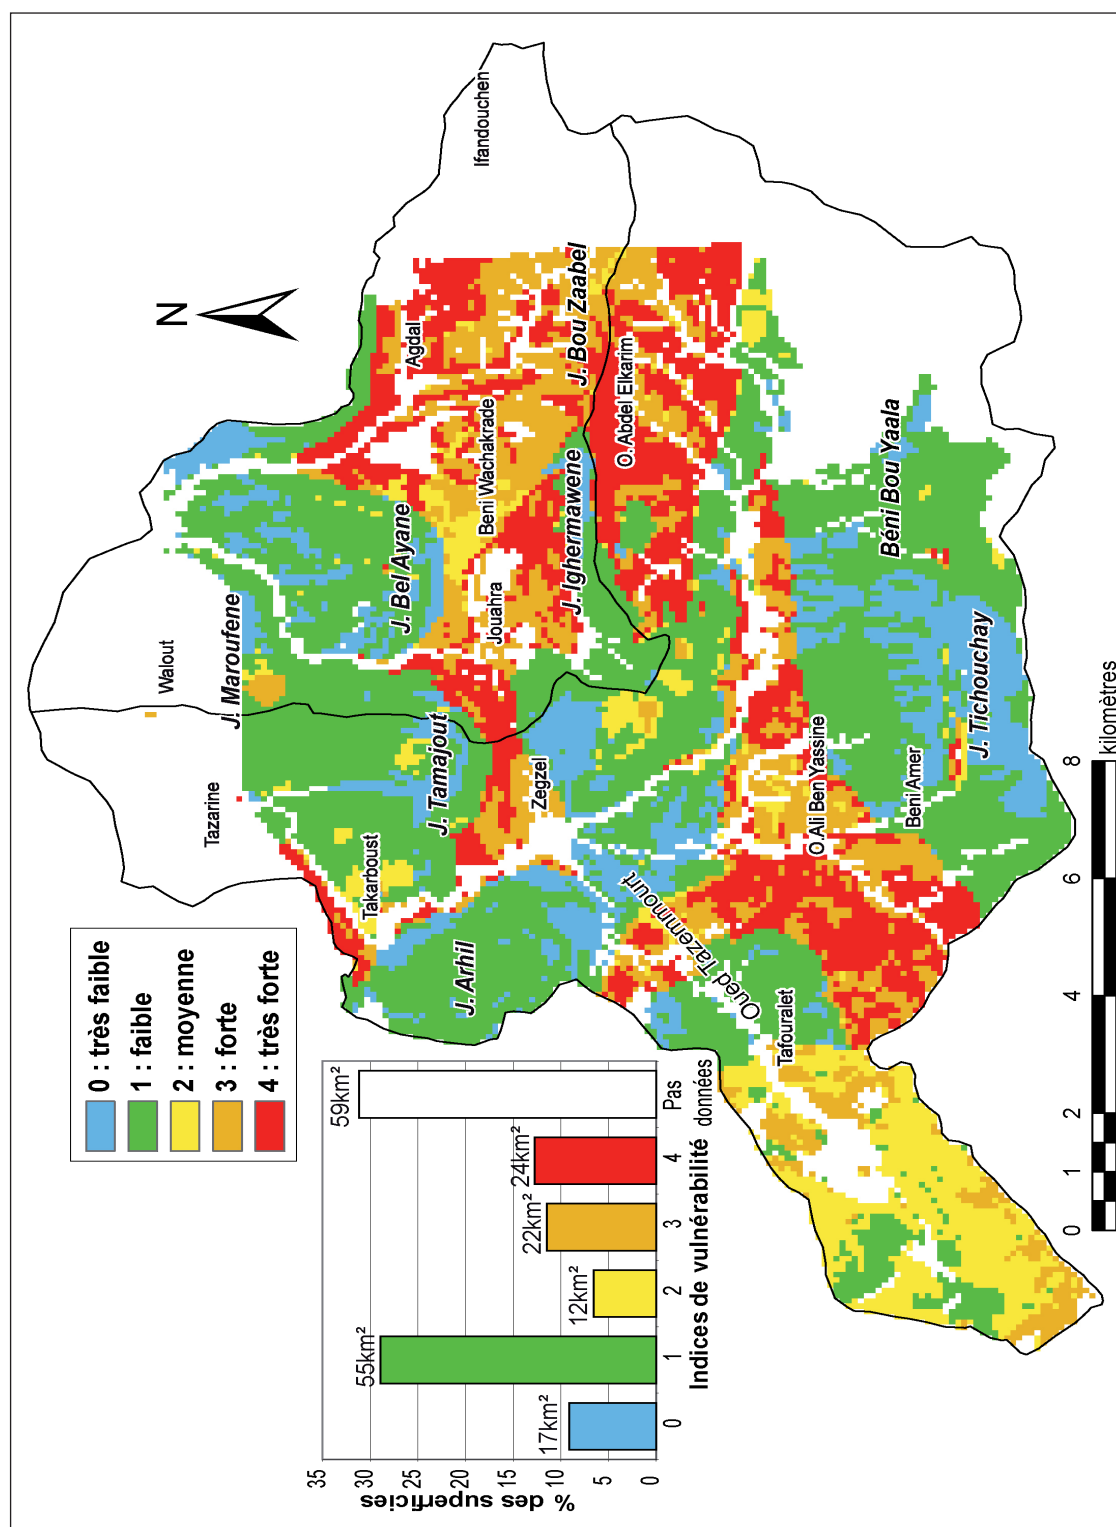 N
Ifandouchen
Walout
Tazarine
J. Maroufene
Agdal
J. Bel Ayane
Beni Wachakrade
J. Bou Zaabel
Jouahra
J. Ighermawene
O. Abdel Elkarim
Takarboust
J. Tamajout
Zegzel
J. Arhil
Oued Tazemmourt
Tafouralet
O.Ali Ben Yassine
Beni Amer
Béni Bou Yaala
J. Tichouchay
0 : très faible
1 : faible
2 : moyenne
3 : forte
4 : très forte
% des superficies
35
30
25
20
15
10
5
0
17km²
55km²
12km²
22km²
24km²
59km²
0
1
2
3
4
Pas
données
Indices de vulnérabilité
0
1
2
4
6
8
kilomètres